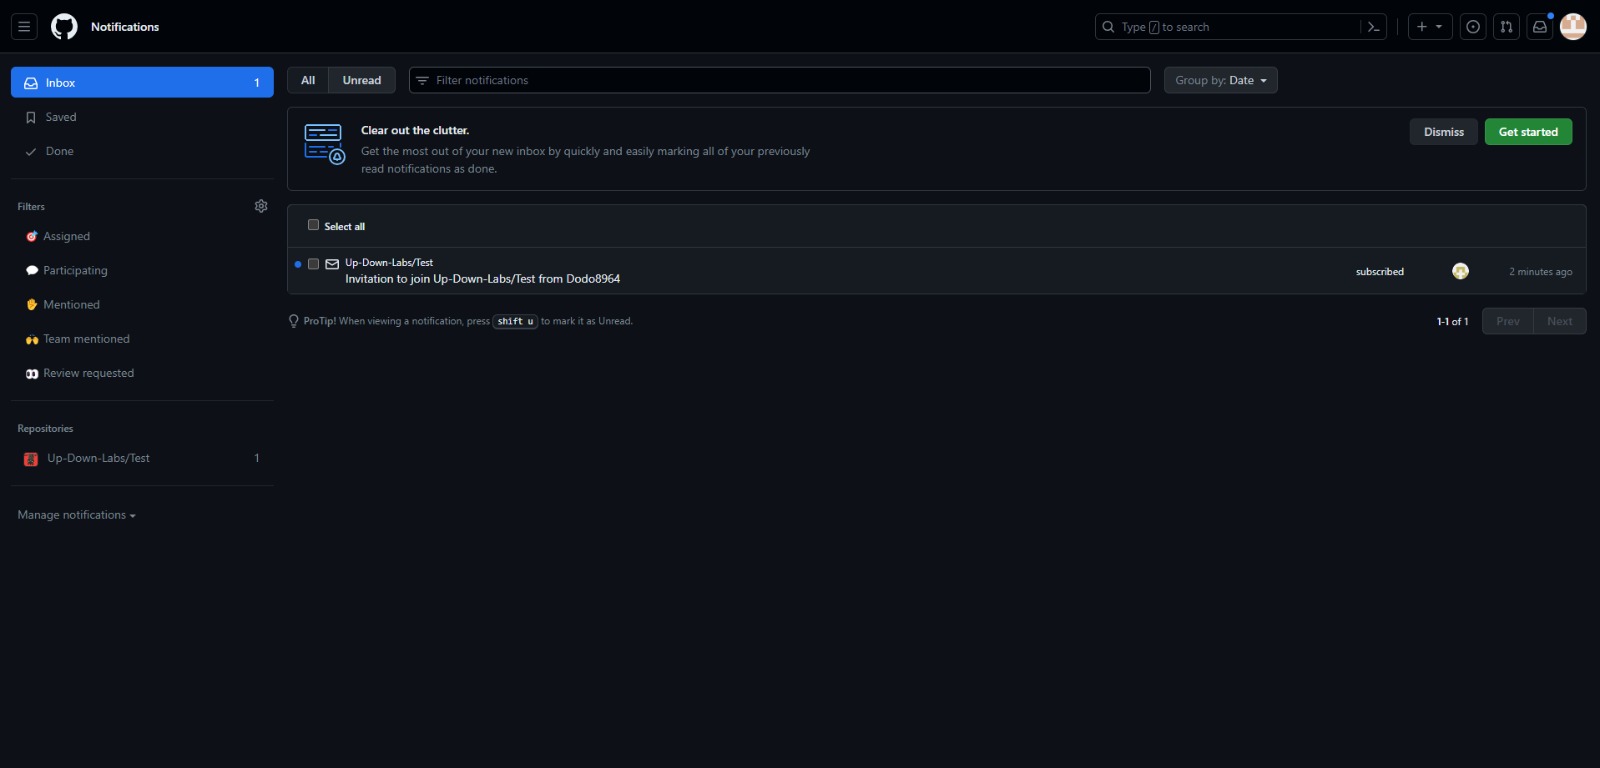 Notifications
Type / to search
Inbox 1
Saved
Done
Filters
Assigned
Participating
Mentioned
Team mentioned
Review requested
Repositories
Up-Down-Labs/Test 1
Manage notifications
All Unread Filter notifications Group by: Date
Clear out the clutter.
Get the most out of your new inbox by quickly and easily marking all of your previously
read notifications as done.
Dismiss Get started
Select all
Up-Down-Labs/Test
Invitation to join Up-Down-Labs/Test from Dodo8964
subscribed 2 minutes ago
ProTip! When viewing a notification, press shift u to mark it as Unread.
1-1 of 1 Prev Next